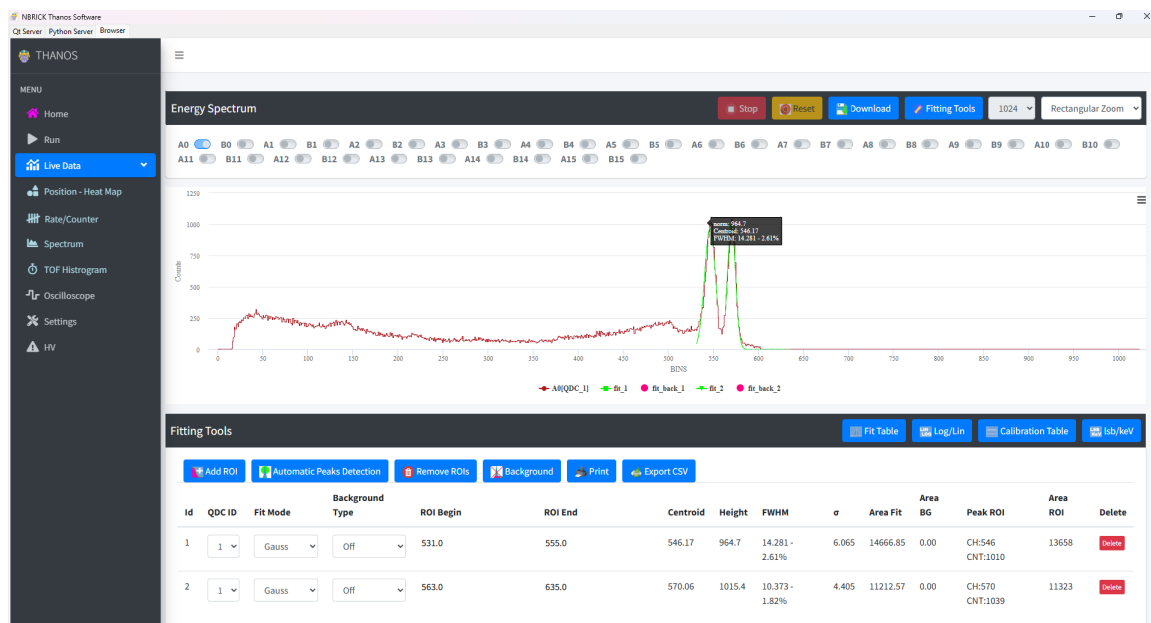 NBRICK Thanos Software
Qt Server Python Server Browser
THANOS
MENU
Home
Run
Live Data
Position - Heat Map
Rate/Counter
Spectrum
TOF Histrogram
Oscilloscope
Settings
HV
Energy Spectrum
Stop Reset Download Fitting Tools 1024 Rectangular Zoom
A0 B0 A1 B1 A2 B2 A3 B3 A4 B4 A5 B5 A6 B6 A7 B7 A8 B8 A9 B9 A10 B10
A11 B11 A12 B12 A13 B13 A14 B14 A15 B15
1250
1000
750
500
250
0
Counts
norm: 964.7
Centroid: 546.17
FWHM: 14.281 - 2.61%
0 50 100 150 200 250 300 350 400 450 500 550 600 650 700 750 800 850 900 950 1000
BINS
A0[QDC_1] fit_1 fit_back_1 fit_2 fit_back_2
Fitting Tools
Fit Table Log/Lin Calibration Table lsb/keV
Add ROI Automatic Peaks Detection Remove ROIs Background Print Export CSV
Id QDC ID Fit Mode Background Type ROI Begin ROI End Centroid Height FWHM σ Area Fit Area BG Peak ROI Area ROI Delete
1 1 Gauss Off 531.0 555.0 546.17 964.7 14.281 - 2.61% 6.065 14666.85 0.00 CH:546 CNT:1010 13658 Delete
2 1 Gauss Off 563.0 635.0 570.06 1015.4 10.373 - 1.82% 4.405 11212.57 0.00 CH:570 CNT:1039 11323 Delete